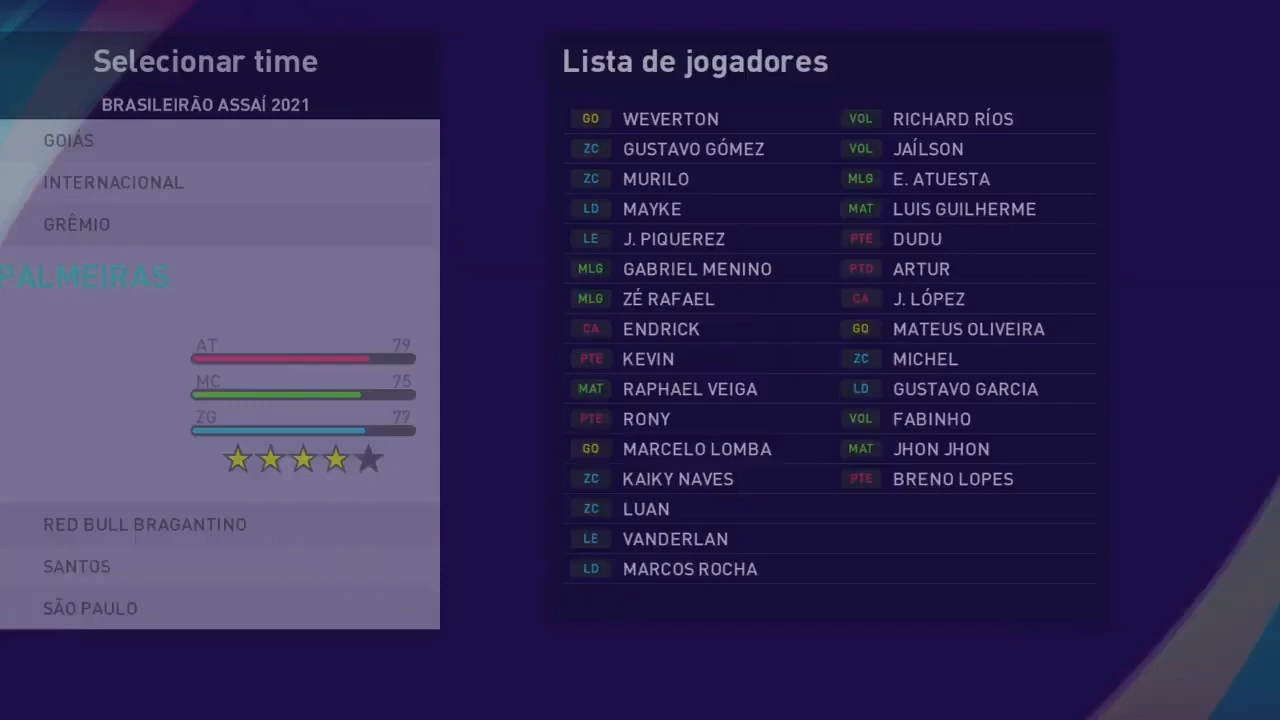 Selecionar time
BRASILEIRÃO ASSAÍ 2021
GOIÁS
INTERNACIONAL
GRÊMIO
PALMEIRAS
AT 79
MC 75
ZG 77
RED BULL BRAGANTINO
SANTOS
SÃO PAULO
Lista de jogadores
GO WEVERTON
ZC GUSTAVO GÓMEZ
ZC MURILO
LD MAYKE
LE J. PIQUEREZ
MLG GABRIEL MENINO
MLG ZÉ RAFAEL
CA ENDRICK
PTE KEVIN
MAT RAPHAEL VEIGA
PTE RONY
GO MARCELO LOMBA
ZC KAIKY NAVES
ZC LUAN
LE VANDERLAN
LD MARCOS ROCHA
VOL RICHARD RÍOS
VOL JAÍLSON
MLG E. ATUESTA
MAT LUIS GUILHERME
PTE DUDU
PTD ARTUR
CA J. LÓPEZ
GO MATEUS OLIVEIRA
ZC MICHEL
LD GUSTAVO GARCIA
VOL FABINHO
MAT JHON JHON
PTE BRENO LOPES